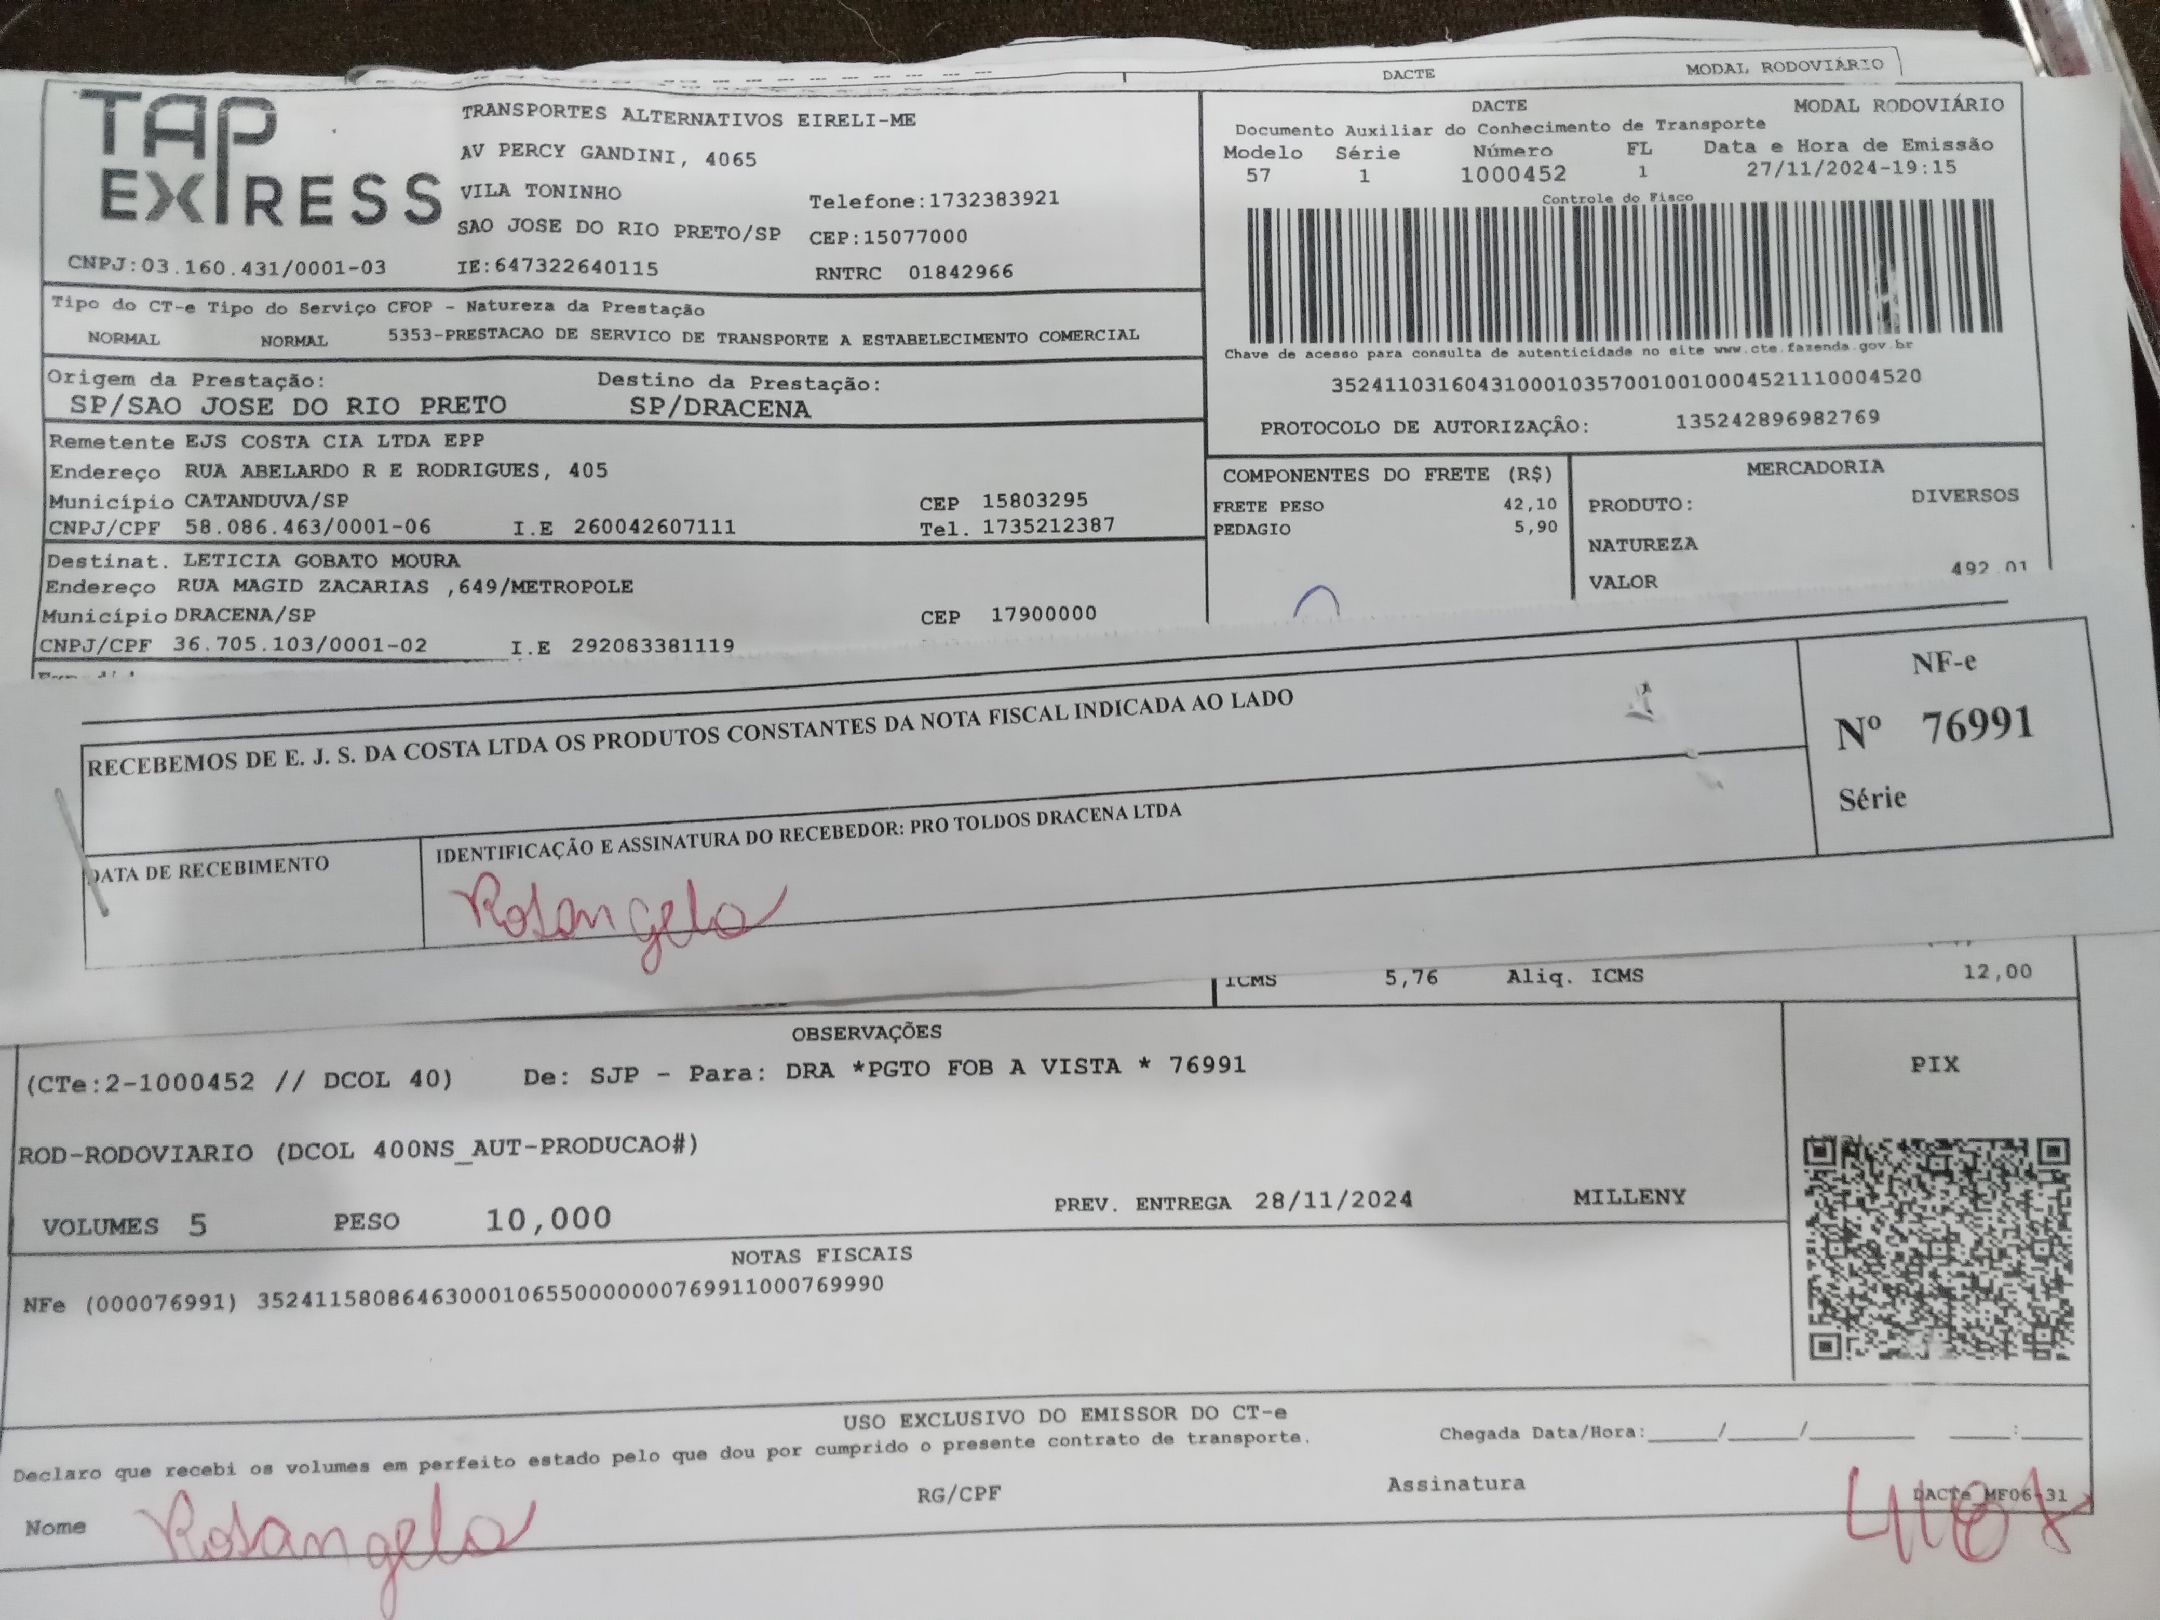 DACTE MODAL RODOVIÁRIO
TAP EXPRESS
TRANSPORTES ALTERNATIVOS EIRELI-ME
AV PERCY GANDINI, 4065
VILA TONINHO Telefone:1732383921
SAO JOSE DO RIO PRETO/SP CEP:15077000
CNPJ:03.160.431/0001-03 IE:647322640115 RNTRC 01842966
DACTE MODAL RODOVIÁRIO
Documento Auxiliar do Conhecimento de Transporte
Modelo Série Número FL Data e Hora de Emissão
57 1 1000452 1 27/11/2024-19:15
Controle do Fisco
Chave de acesso para consulta de autenticidade no site www.cte.fazenda.gov.br
35241103160431000103570010010004521110004520
PROTOCOLO DE AUTORIZAÇÃO: 135242896982769
Tipo do CT-e Tipo do Serviço CFOP - Natureza da Prestação
NORMAL NORMAL 5353-PRESTACAO DE SERVICO DE TRANSPORTE A ESTABELECIMENTO COMERCIAL
Origem da Prestação: Destino da Prestação:
SP/SAO JOSE DO RIO PRETO SP/DRACENA
Remetente EJS COSTA CIA LTDA EPP
Endereço RUA ABELARDO R E RODRIGUES, 405
Município CATANDUVA/SP CEP 15803295
CNPJ/CPF 58.086.463/0001-06 I.E 260042607111 Tel. 1735212387
Destinat. LETICIA GOBATO MOURA
Endereço RUA MAGID ZACARIAS ,649/METROPOLE
Município DRACENA/SP CEP 17900000
CNPJ/CPF 36.705.103/0001-02 I.E 292083381119
COMPONENTES DO FRETE (R$)
FRETE PESO 42,10
PEDAGIO 5,90
MERCADORIA
PRODUTO: DIVERSOS
NATUREZA
VALOR 492.01
RECEBEMOS DE E. J. S. DA COSTA LTDA OS PRODUTOS CONSTANTES DA NOTA FISCAL INDICADA AO LADO
DATA DE RECEBIMENTO
IDENTIFICAÇÃO E ASSINATURA DO RECEBEDOR: PRO TOLDOS DRACENA LTDA
Rosangela
NF-e
Nº 76991
Série
ICMS 5,76 Aliq. ICMS 12,00
OBSERVAÇÕES
(CTe:2-1000452 // DCOL 40) De: SJP - Para: DRA *PGTO FOB A VISTA * 76991
ROD-RODOVIARIO (DCOL 400NS_AUT-PRODUCAO#)
VOLUMES 5 PESO 10,000 PREV. ENTREGA 28/11/2024 MILLENY
PIX
NOTAS FISCAIS
NFe (000076991) 35241158086463000106550000000769911000769990
USO EXCLUSIVO DO EMISSOR DO CT-e
Declaro que recebi os volumes em perfeito estado pelo que dou por cumprido o presente contrato de transporte.
Chegada Data/Hora:_____/_____/________ ____:____
Nome Rosangela RG/CPF Assinatura
DACTe_MF06-31